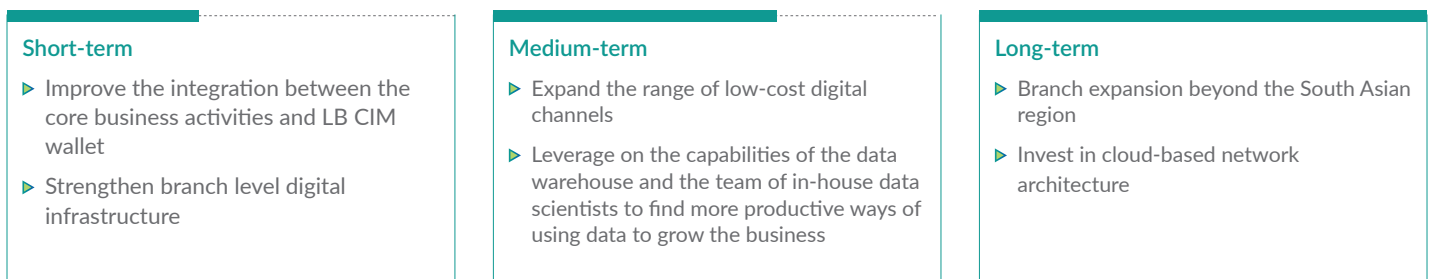 Short-term
Improve the integration between the
core business activities and LB CIM
wallet
Strengthen branch level digital
infrastructure
Medium-term
Expand the range of low-cost digital
channels
Leverage on the capabilities of the data
warehouse and the team of in-house data
scientists to find more productive ways of
using data to grow the business
Long-term
Branch expansion beyond the South Asian
region
Invest in cloud-based network
architecture